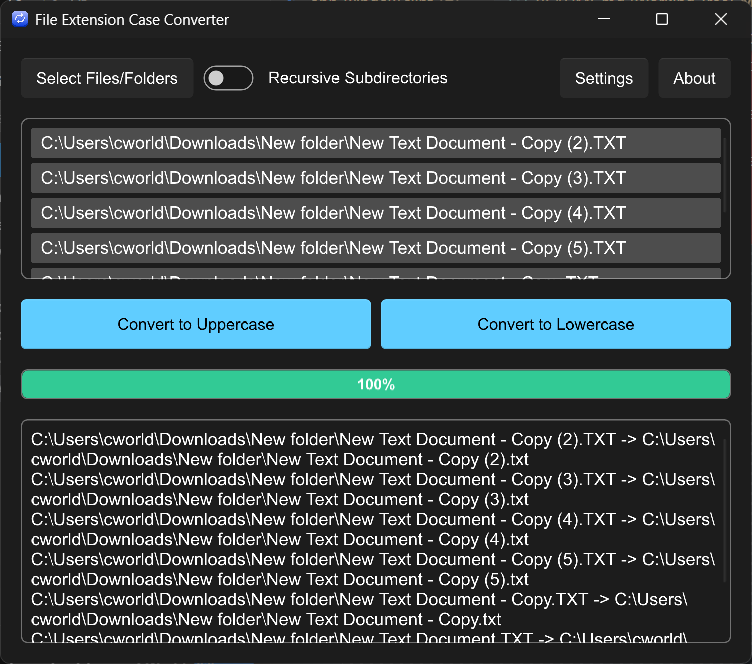 File Extension Case Converter
Select Files/Folders
Recursive Subdirectories
Settings
About
C:\Users\cworld\Downloads\New folder\New Text Document - Copy (2).TXT
C:\Users\cworld\Downloads\New folder\New Text Document - Copy (3).TXT
C:\Users\cworld\Downloads\New folder\New Text Document - Copy (4).TXT
C:\Users\cworld\Downloads\New folder\New Text Document - Copy (5).TXT
Convert to Uppercase
Convert to Lowercase
100%
C:\Users\cworld\Downloads\New folder\New Text Document - Copy (2).TXT -> C:\Users\
cworld\Downloads\New folder\New Text Document - Copy (2).txt
C:\Users\cworld\Downloads\New folder\New Text Document - Copy (3).TXT -> C:\Users\
cworld\Downloads\New folder\New Text Document - Copy (3).txt
C:\Users\cworld\Downloads\New folder\New Text Document - Copy (4).TXT -> C:\Users\
cworld\Downloads\New folder\New Text Document - Copy (4).txt
C:\Users\cworld\Downloads\New folder\New Text Document - Copy (5).TXT -> C:\Users\
cworld\Downloads\New folder\New Text Document - Copy (5).txt
C:\Users\cworld\Downloads\New folder\New Text Document - Copy.TXT -> C:\Users\
cworld\Downloads\New folder\New Text Document - Copy.txt
C:\Users\cworld\Downloads\New folder\New Text Document.TXT -> C:\Users\cworld\